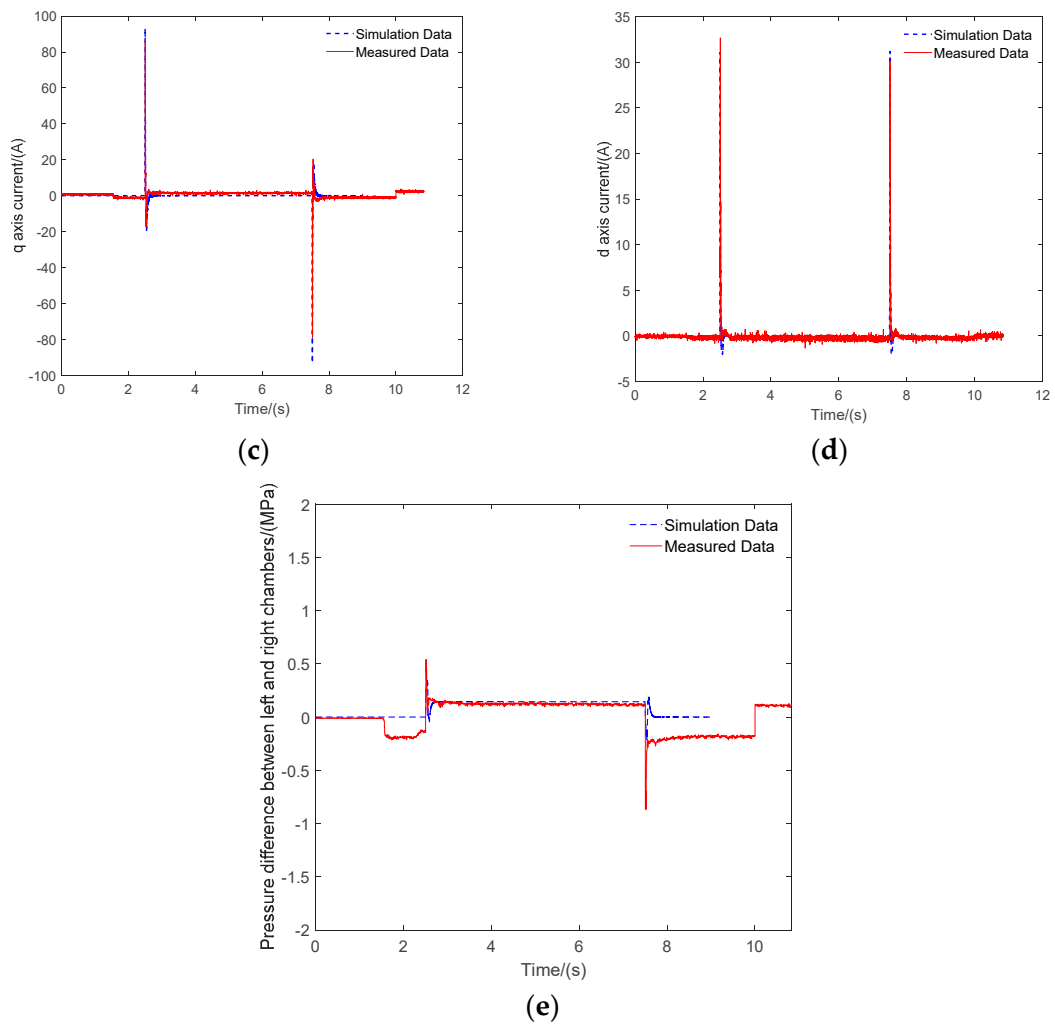 q axis current/(A)
100
80
60
40
20
0
-20
-40
-60
-80
-100
Simulation Data
Measured Data
0 2 4 6 8 10 12
Time/(s)
(c)
d axis current/(A)
35
30
25
20
15
10
5
0
-5
Simulation Data
Measured Data
0 2 4 6 8 10 12
Time/(s)
(d)
Pressure difference between left and right chambers/(MPa)
2
1.5
1
0.5
0
-0.5
-1
-1.5
-2
Simulation Data
Measured Data
0 2 4 6 8 10
Time/(s)
(e)